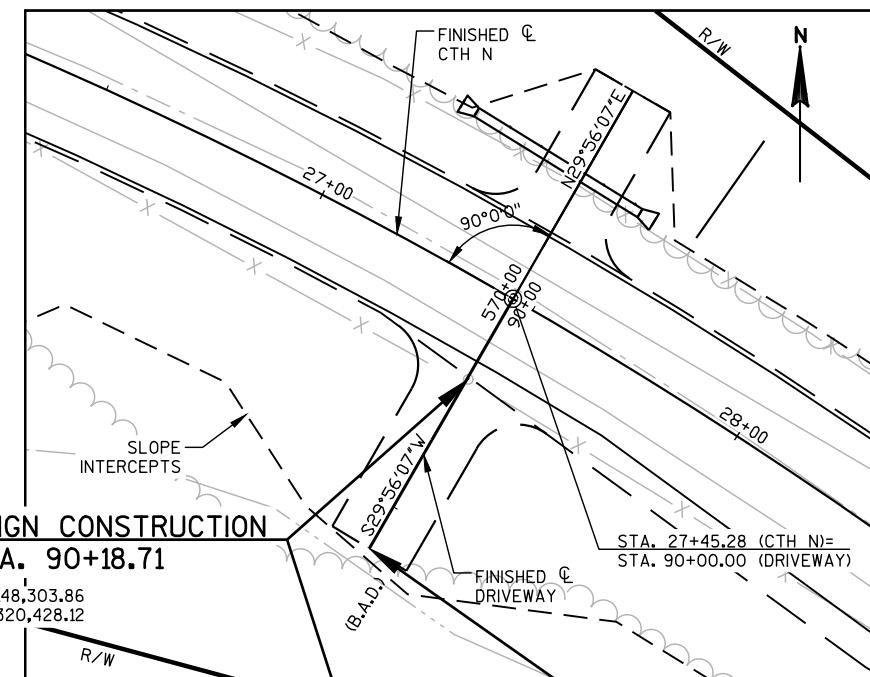 FINISHED ℄
CTH N
R/W
N
N29°56'07"E
27+00
90°0'0"
570+00
90+00
28+00
SLOPE
INTERCEPTS
S29°56'07"W
IGN CONSTRUCTION
A. 90+18.71
48,303.86
320,428.12
STA. 27+45.28 (CTH N)=
STA. 90+00.00 (DRIVEWAY)
FINISHED ℄
DRIVEWAY
(B.A.D.)
R/W